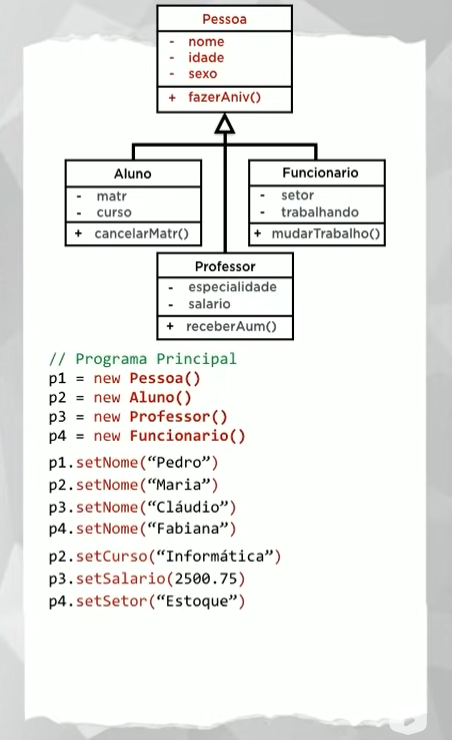 Pessoa
- nome
- idade
- sexo
+ fazerAniv()
Aluno
- matr
- curso
+ cancelarMatr()
Funcionario
- setor
- trabalhando
+ mudarTrabalho()
Professor
- especialidade
- salario
+ receberAum()
// Programa Principal
p1 = new Pessoa()
p2 = new Aluno()
p3 = new Professor()
p4 = new Funcionario()
p1.setNome(“Pedro”)
p2.setNome(“Maria”)
p3.setNome(“Cláudio”)
p4.setNome(“Fabiana”)
p2.setCurso(“Informática”)
p3.setSalario(2500.75)
p4.setSetor(“Estoque”)